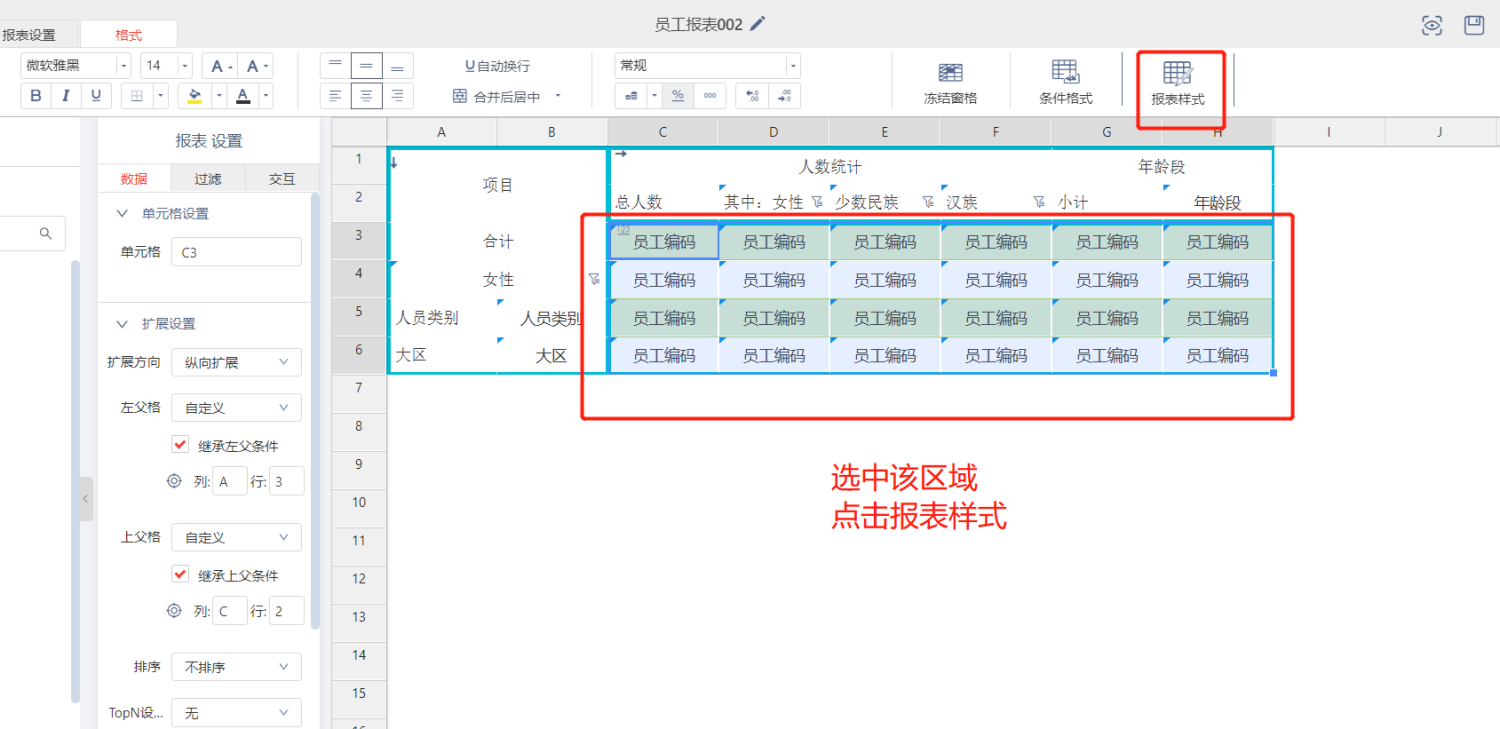 员工报表002
报表设置 格式
微软雅黑 14 A A 自动换行 常规
B I U A 合并后居中 % 000 冻结窗格 条件格式 报表样式
报表 设置
数据 过滤 交互
单元格设置
单元格 C3
扩展设置
扩展方向 纵向扩展
左父格 自定义
继承左父条件
列: A 行: 3
上父格 自定义
继承上父条件
列: C 行: 2
排序 不排序
TopN设... 无
A B C D E F G H I J
1 项目 人数统计 年龄段
2 总人数 其中：女性 少数民族 汉族 小计 年龄段
3 合计 员工编码 员工编码 员工编码 员工编码 员工编码 员工编码
4 女性 员工编码 员工编码 员工编码 员工编码 员工编码 员工编码
5 人员类别 人员类别 员工编码 员工编码 员工编码 员工编码 员工编码 员工编码
6 大区 大区 员工编码 员工编码 员工编码 员工编码 员工编码 员工编码
7
8
9
10
11
12
13
14
15
选中该区域
点击报表样式